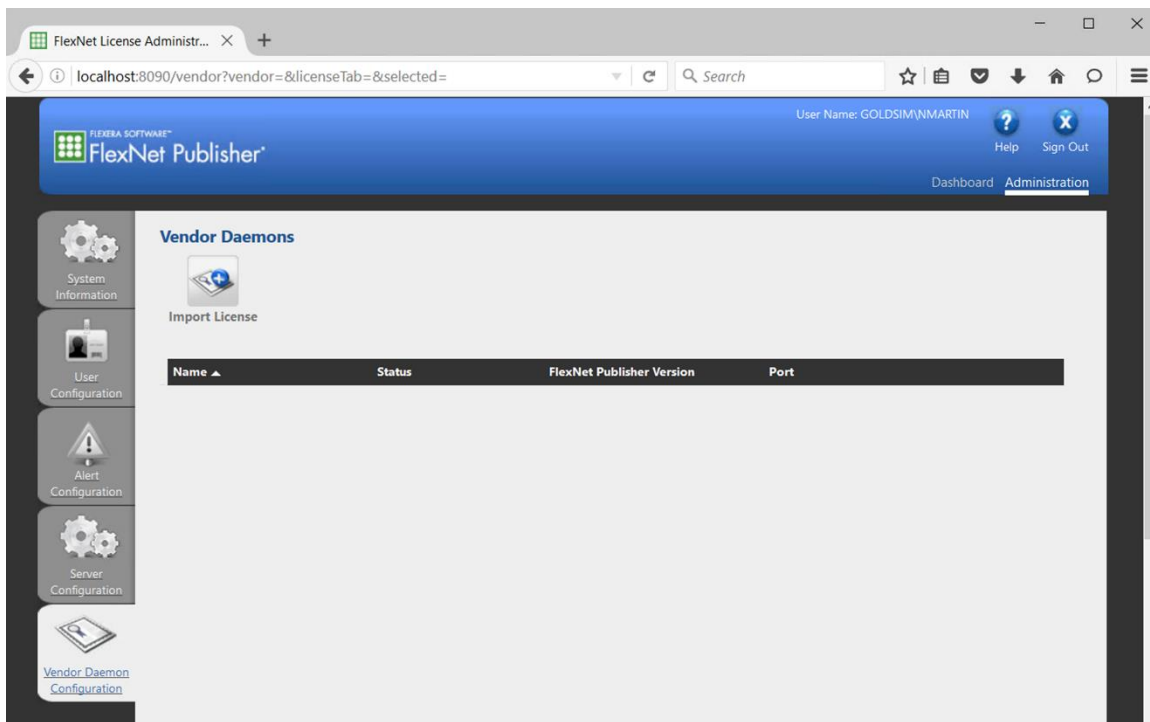 FlexNet License Administr...
localhost:8090/vendor?vendor=&licenseTab=&selected=
Search
User Name: GOLDSIM\NMARTIN
FLEXERA SOFTWARE™
FlexNet Publisher
Help
Sign Out
Dashboard
Administration
System
Information
User
Configuration
Alert
Configuration
Server
Configuration
Vendor Daemon
Configuration
Vendor Daemons
Import License
Name Status FlexNet Publisher Version Port